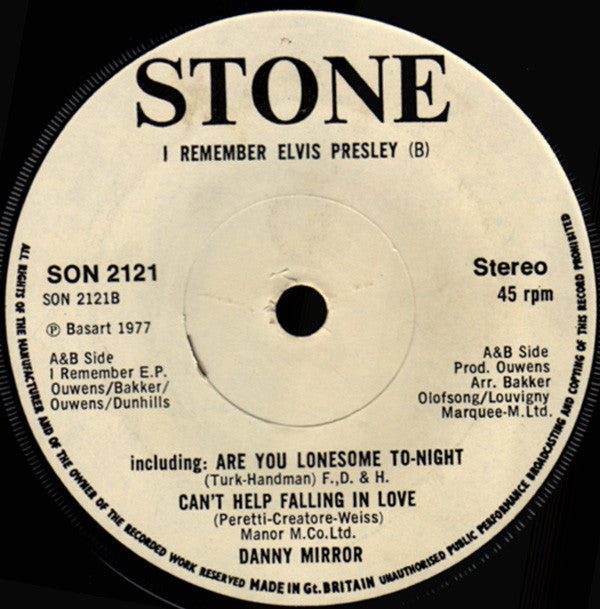 STONE
I REMEMBER ELVIS PRESLEY (B)
SON 2121
SON 2121B
Ⓟ Basart 1977
A&B Side
I Remember E.P.
Ouwens/Bakker/
Ouwens/Dunhills
Stereo
45 rpm
A&B Side
Prod. Ouwens
Arr. Bakker
Olofsong/Louvigny
Marquee-M.Ltd.
including: ARE YOU LONESOME TO-NIGHT
(Turk-Handman) F.,D. & H.
CAN'T HELP FALLING IN LOVE
(Peretti-Creatore-Weiss)
Manor M.Co.Ltd.
DANNY MIRROR
ALL RIGHTS OF THE MANUFACTURER AND OF THE OWNER OF THE RECORDED WORK RESERVED MADE IN Gt. BRITAIN UNAUTHORISED PUBLIC PERFORMANCE BROADCASTING AND COPYING OF THIS RECORD PROHIBITED